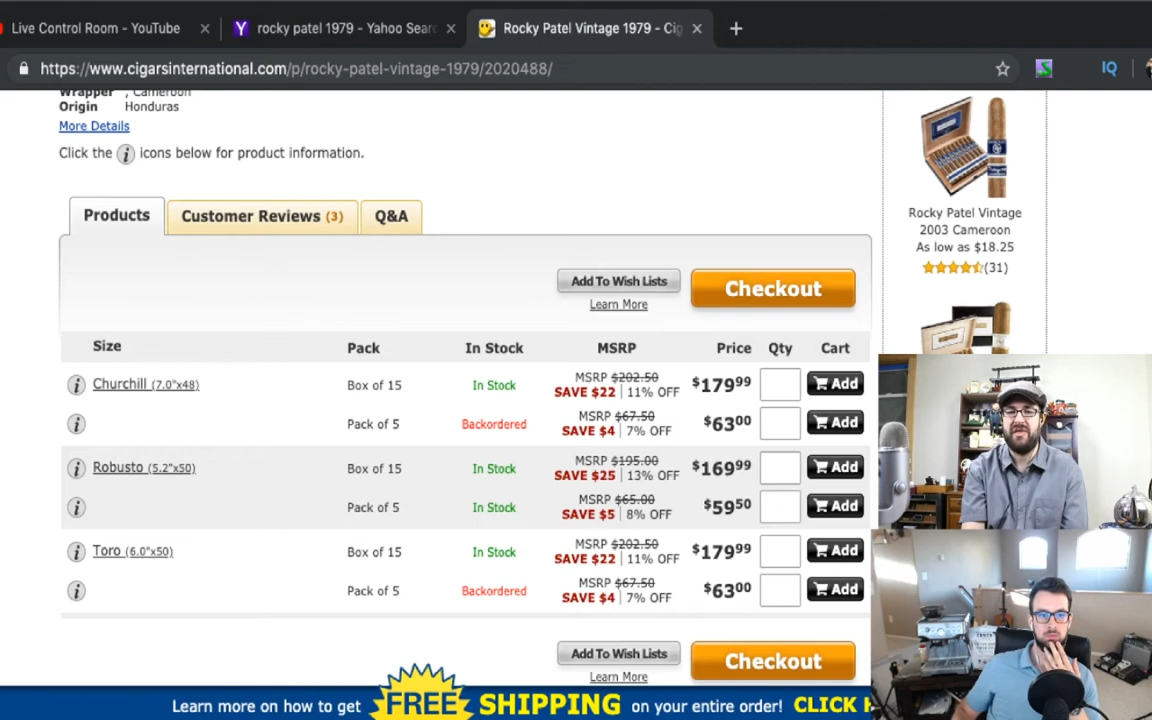 Live Control Room - YouTube
rocky patel 1979 - Yahoo Sear
Rocky Patel Vintage 1979 - Cig
https://www.cigarsinternational.com/p/rocky-patel-vintage-1979/2020488/
IQ
Wrapper , Cameroon
Origin Honduras
More Details
Click the i icons below for product information.
Products Customer Reviews (3) Q&A
Add To Wish Lists Checkout
Learn More
Size Pack In Stock MSRP Price Qty Cart
Churchill (7.0"x48) Box of 15 In Stock MSRP $202.50 $179.99 Add
SAVE $22 | 11% OFF
Pack of 5 Backordered MSRP $67.50 $63.00 Add
SAVE $4 | 7% OFF
Robusto (5.2"x50) Box of 15 In Stock MSRP $195.00 $169.99 Add
SAVE $25 | 13% OFF
Pack of 5 In Stock MSRP $65.00 $59.50 Add
SAVE $5 | 8% OFF
Toro (6.0"x50) Box of 15 In Stock MSRP $202.50 $179.99 Add
SAVE $22 | 11% OFF
Pack of 5 Backordered MSRP $67.50 $63.00 Add
SAVE $4 | 7% OFF
Add To Wish Lists Checkout
Learn More
Learn more on how to get FREE SHIPPING on your entire order! CLICK
Rocky Patel Vintage
2003 Cameroon
As low as $18.25
(31)